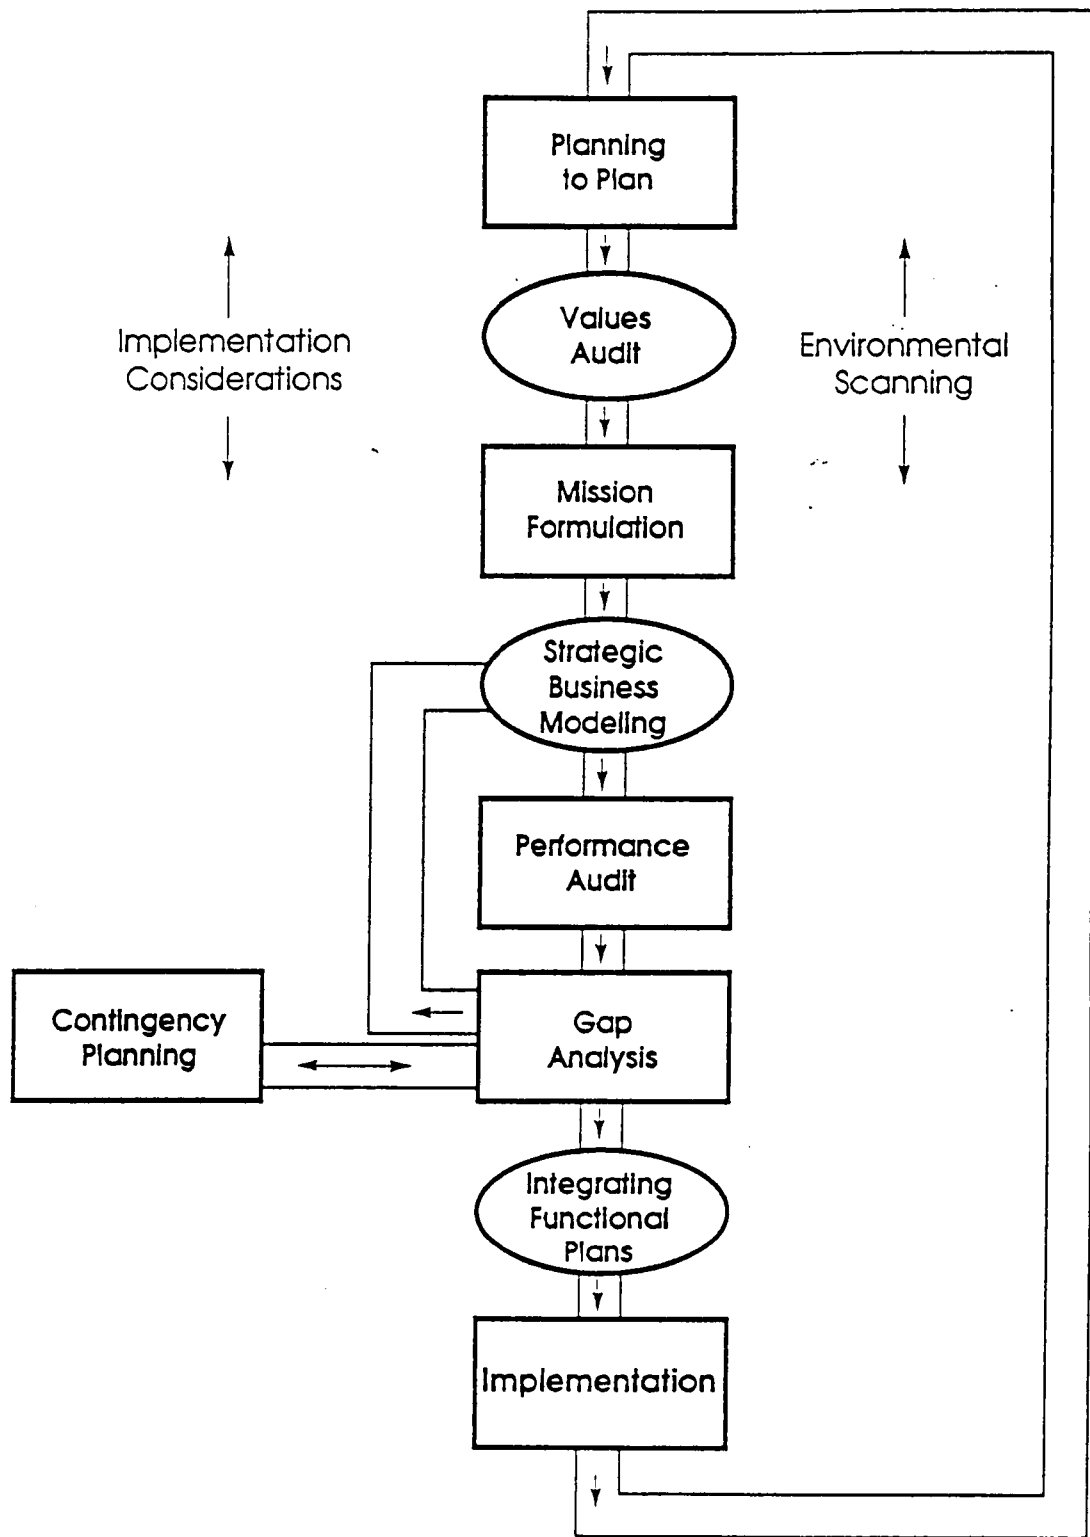 Planning
to Plan
Values
Audit
Implementation
Considerations
Environmental
Scanning
Mission
Formulation
Strategic
Business
Modeling
Performance
Audit
Contingency
Planning
Gap
Analysis
Integrating
Functional
Plans
Implementation